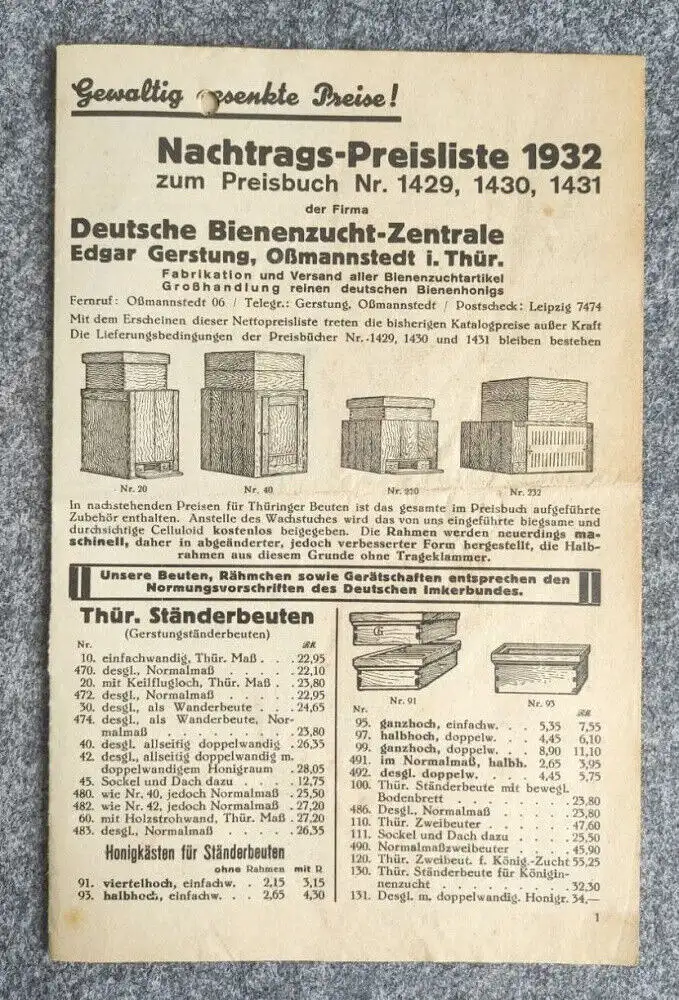 Gewaltig gesenkte Preise!
Nachtrags-Preisliste 1932
zum Preisbuch Nr. 1429, 1430, 1431
der Firma
Deutsche Bienenzucht-Zentrale
Edgar Gerstung, Oßmannstedt i. Thür.
Fabrikation und Versand aller Bienenzuchtartikel
Großhandlung reinen deutschen Bienenhonigs
Fernruf: Oßmannstedt 06 / Telegr.: Gerstung, Oßmannstedt / Postscheck: Leipzig 7474
Mit dem Erscheinen dieser Nettopreisliste treten die bisherigen Katalogpreise außer Kraft
Die Lieferungsbedingungen der Preisbücher Nr. 1429, 1430 und 1431 bleiben bestehen
Nr. 20 Nr. 40 Nr. 210 Nr. 232
In nachstehenden Preisen für Thüringer Beuten ist das gesamte im Preisbuch aufgeführte
Zubehör enthalten. Anstelle des Wachstuches wird das von uns eingeführte biegsame und
durchsichtige Celluloid kostenlos beigegeben. Die Rahmen werden neuerdings ma-
schinell, daher in abgeänderter, jedoch verbesserter Form hergestellt, die Halb-
rahmen aus diesem Grunde ohne Trageklammer.
Unsere Beuten, Rähmchen sowie Gerätschaften entsprechen den
Normungsvorschriften des Deutschen Imkerbundes.
Thür. Ständerbeuten
(Gerstungständerbeuten)
Nr. RM.
10. einfachwandig, Thür. Maß . . . 22,95
470. desgl., Normalmaß . . . . . 22,10
20. mit Keilflugloch, Thür. Maß . . 23,80
472. desgl., Normalmaß . . . . . 22,95
30. desgl., als Wanderbeute . . . 24,65
474. desgl., als Wanderbeute, Nor-
malmaß . . . . . . . . . 23,80
40. desgl. allseitig doppelwandig . 26,35
42. desgl., allseitig doppelwandig m.
doppelwandigem Honigraum . 28,05
45. Sockel und Dach dazu . . . . 12,75
480. wie Nr. 40, jedoch Normalmaß . 25,50
482. wie Nr. 42, jedoch Normalmaß . 27,20
60. mit Holzstrohwand, Thür. Maß . 27,20
483. desgl., Normalmaß . . . . . 26,35
Honigkästen für Ständerbeuten
ohne Rahmen mit R.
91. viertelhoch, einfachw. . 2,15 3,15
93. halbhoch, einfachw. . . 2,65 4,30
Nr. 91 Nr. 93
Nr. RM.
95. ganzhoch, einfachw. . . 5,35 7,55
97. halbhoch, doppelw. . . 4,45 6,10
99. ganzhoch, doppelw. . . 8,90 11,10
491. im Normalmaß, halbh. 2,65 3,95
492. desgl. doppelw. . . . . 4,45 5,75
100. Thür. Ständerbeute mit bewegl.
Bodenbrett . . . . . . . . 23,80
486. Desgl., Normalmaß . . . . . 23,80
110. Thür. Zweibeuter . . . . . . 47,60
111. Sockel und Dach dazu . . . . 25,50
490. Normalmaßzweibeuter . . . . 45,90
120. Thür. Zweibeut. f. König.-Zucht 55,25
130. Thür. Ständerbeute für Königin-
nenzucht . . . . . . . . . 32,30
131. Desgl. m. doppelwandig. Honigr. 34,—
1